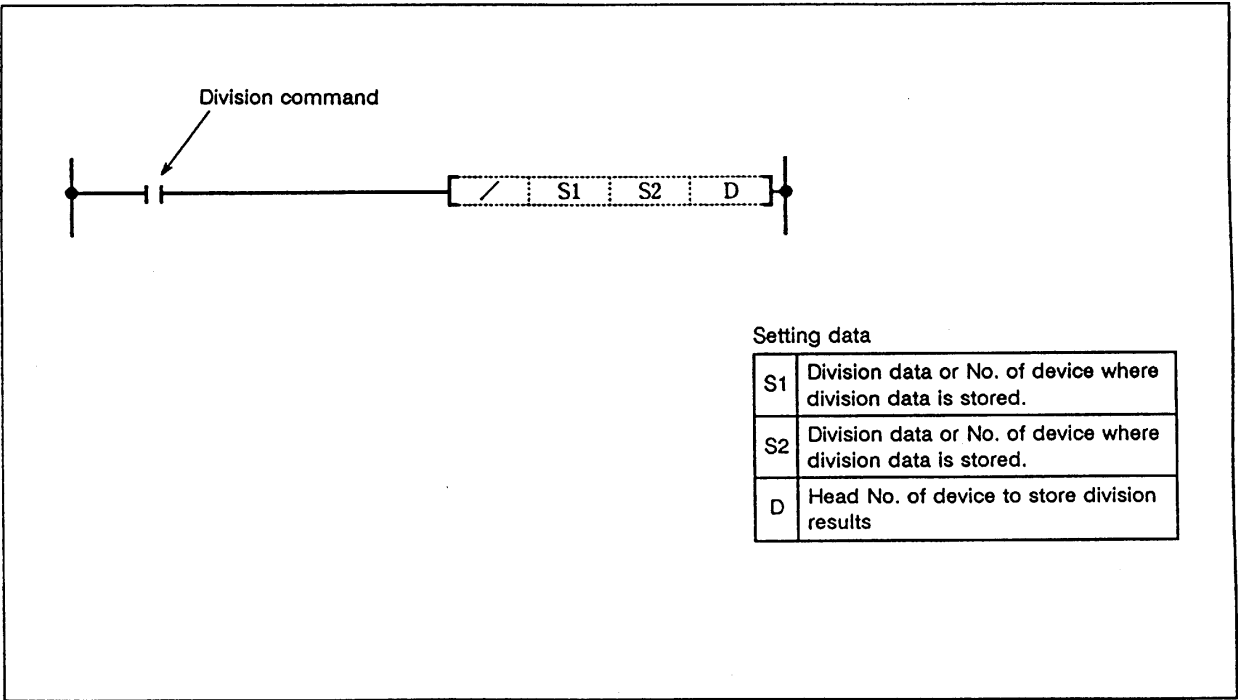 Division command
/ S1 S2 D
Setting data
S1 Division data or No. of device where
division data is stored.
S2 Division data or No. of device where
division data is stored.
D Head No. of device to store division
results